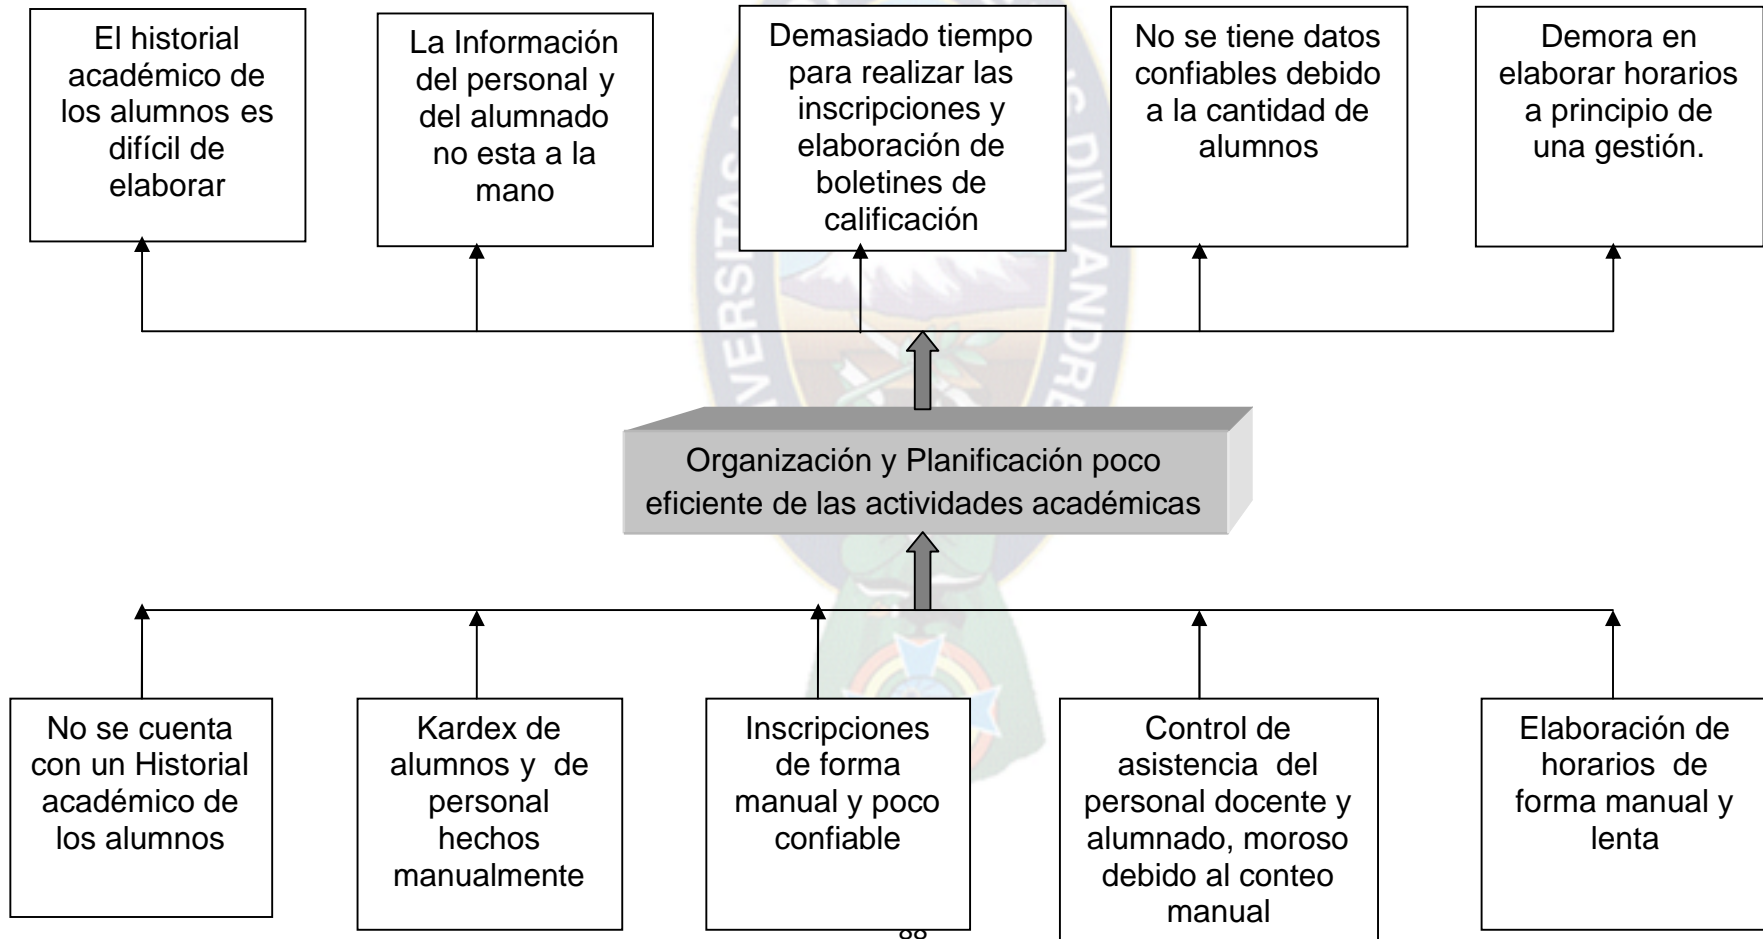 El historial
académico de
los alumnos es
difícil de
elaborar
La Información
del personal y
del alumnado
no esta a la
mano
Demasiado tiempo
para realizar las
inscripciones y
elaboración de
boletines de
calificación
No se tiene datos
confiables debido
a la cantidad de
alumnos
Demora en
elaborar horarios
a principio de
una gestión.
Organización y Planificación poco
eficiente de las actividades académicas
No se cuenta
con un Historial
académico de
los alumnos
Kardex de
alumnos y de
personal
hechos
manualmente
Inscripciones
de forma
manual y poco
confiable
Control de
asistencia del
personal docente y
alumnado, moroso
debido al conteo
manual
Elaboración de
horarios de
forma manual y
lenta
88
DIVI ANDRE